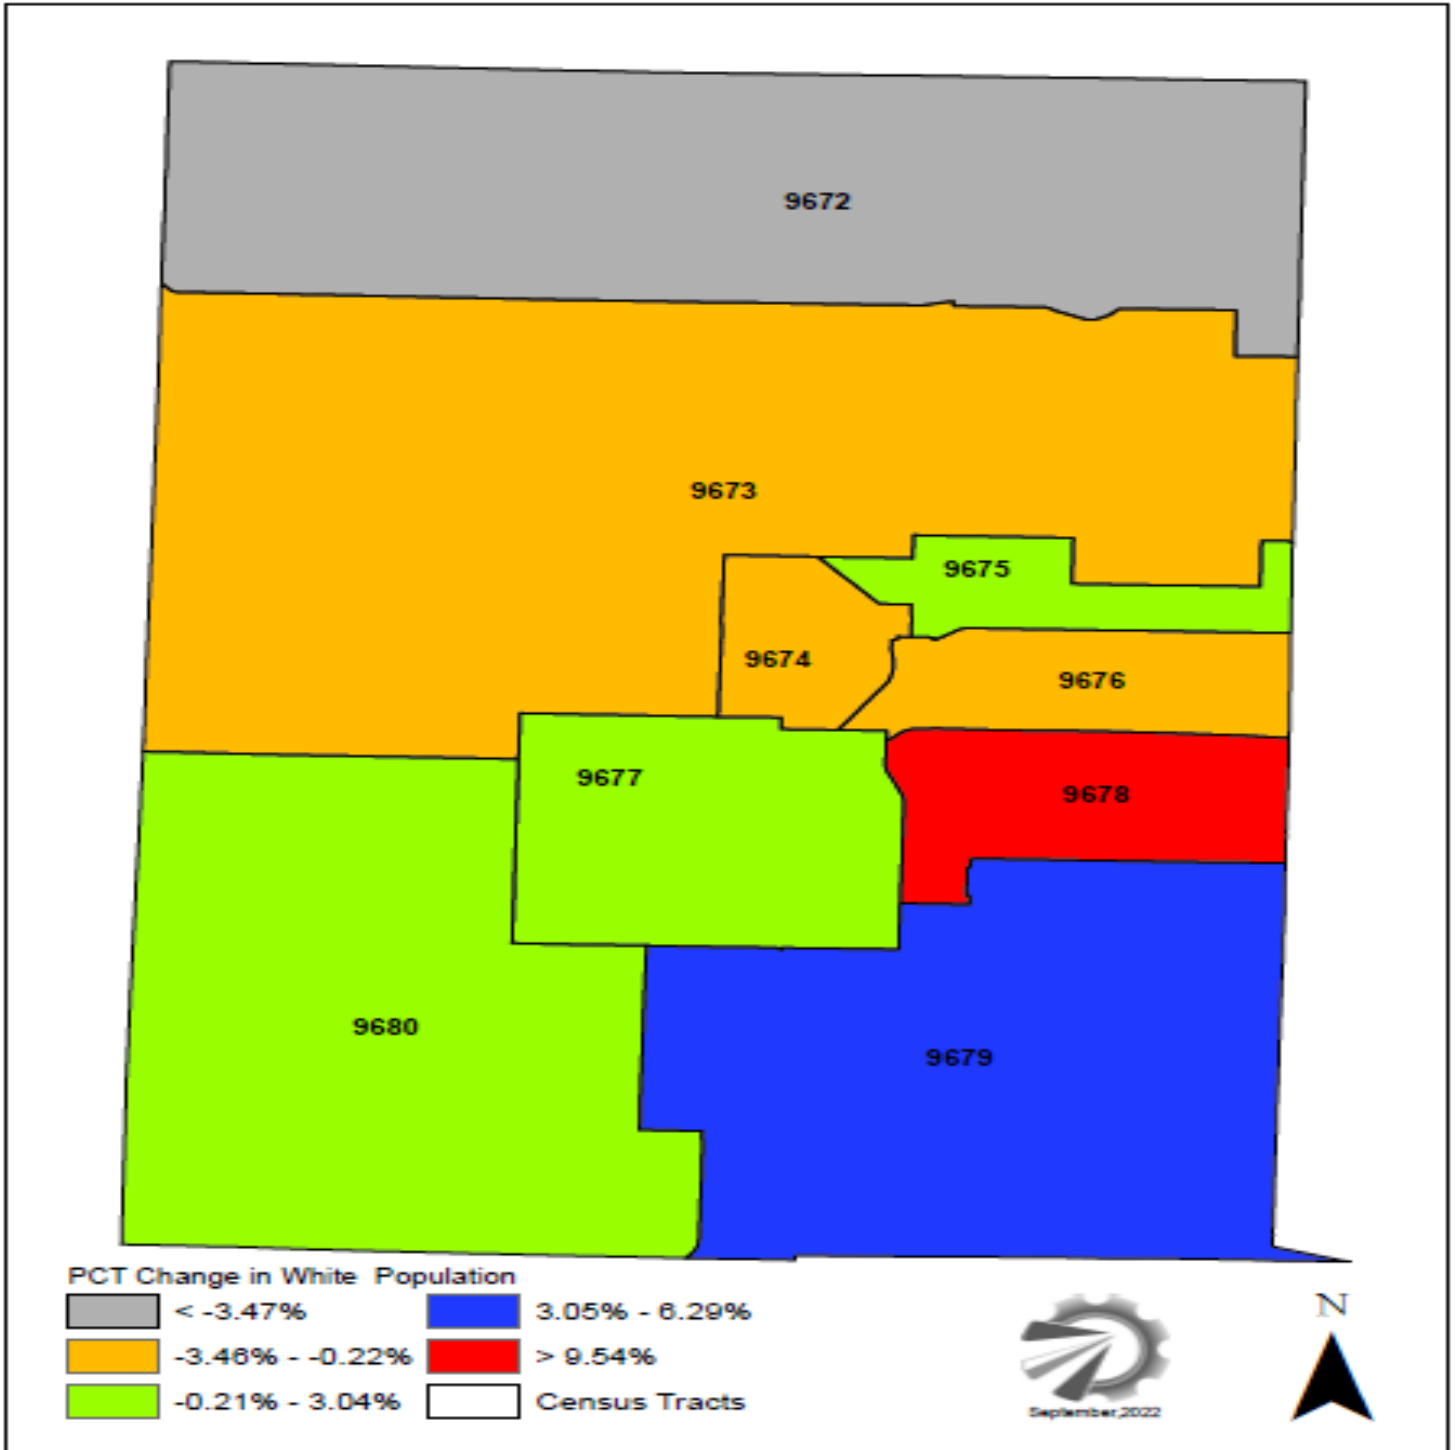 9672
9673
9675
9674
9676
9677
9678
9680
9679
PCT Change in White Population
< -3.47%
3.05% - 6.29%
-3.46% - -0.22%
> 9.54%
-0.21% - 3.04%
Census Tracts
September,2022
N